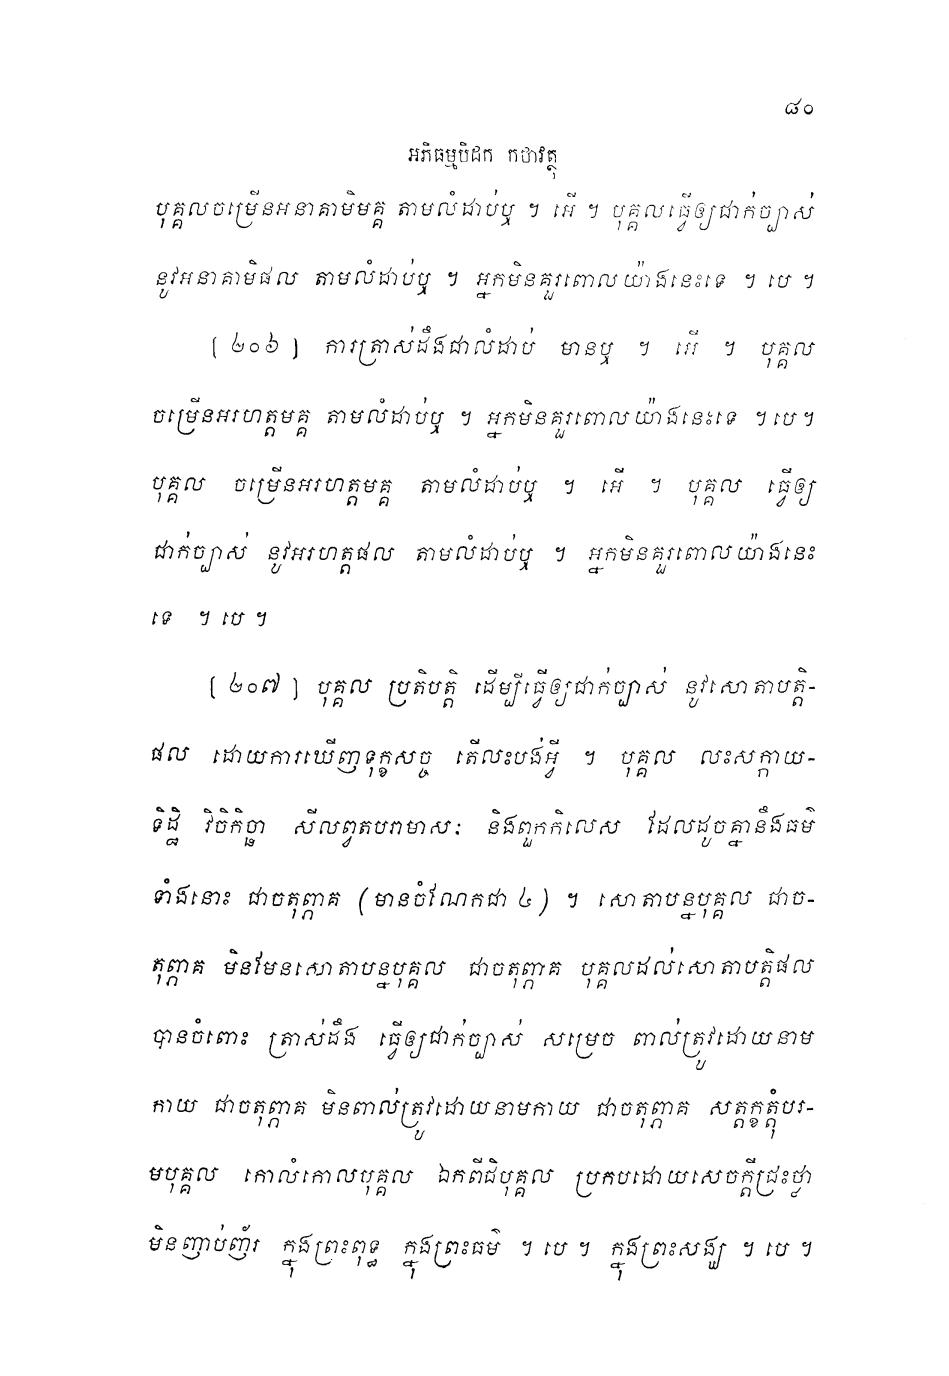 ៨០
អភិធម្មបិដក កថាវត្ថុ
បុគ្គលចម្រើនអនាគាមិមគ្គ តាមលំដាប់ឬ ។ អើ ។ បុគ្គលធ្វើឲ្យជាក់ច្បាស់
នូវអនាគាមិផល តាមលំដាប់ឬ ។ អ្នកមិនគួរពោលយ៉ាងនេះទេ ។ បេ ។
[ ២០៦ ] ការត្រាស់ដឹងជាលំដាប់ មានឬ ។ អើ ។ បុគ្គល
ចម្រើនអរហត្តមគ្គ តាមលំដាប់ឬ ។ អ្នកមិនគួរពោលយ៉ាងនេះទេ ។ បេ ។
បុគ្គល ចម្រើនអរហត្តមគ្គ តាមលំដាប់ឬ ។ អើ ។ បុគ្គល ធ្វើឲ្យ
ជាក់ច្បាស់ នូវអរហត្តផល តាមលំដាប់ឬ ។ អ្នកមិនគួរពោលយ៉ាងនេះ
ទេ ។ បេ ។
[ ២០៧ ] បុគ្គល ប្រតិបត្តិ ដើម្បីធ្វើឲ្យជាក់ច្បាស់ នូវសោតាបត្តិ-
ផល ដោយការឃើញទុក្ខសច្ច តើលះបង់អ្វី ។ បុគ្គល លះសក្កាយ-
ទិដ្ឋិ វិចិកិច្ឆា សីលព្វតបរាមាសៈ និងពួកកិលេស ដែលដូចគ្នានឹងធម៌
ទាំងនោះ ជាចតុព្ភាគ (មានចំណែកជា ៤) ។ សោតាបន្នបុគ្គល ជាច-
តុព្ភាគ មិនមែនសោតាបន្នបុគ្គល ជាចតុព្ភាគ បុគ្គលដល់សោតាបត្តិផល
បានចំពោះ ត្រាស់ដឹង ធ្វើឲ្យជាក់ច្បាស់ សម្រេច ពាល់ត្រូវដោយនាម
កាយ ជាចតុព្ភាគ មិនពាល់ត្រូវដោយនាមកាយ ជាចតុព្ភាគ សត្តក្ខត្តុំបរ-
មបុគ្គល កោលំកោលបុគ្គល ឯកពីជិបុគ្គល ប្រកបដោយសេចក្តីជ្រះថ្លា
មិនញាប់ញ័រ ក្នុងព្រះពុទ្ធ ក្នុងព្រះធម៌ ។ បេ ។ ក្នុងព្រះសង្ឃ ។ បេ ។